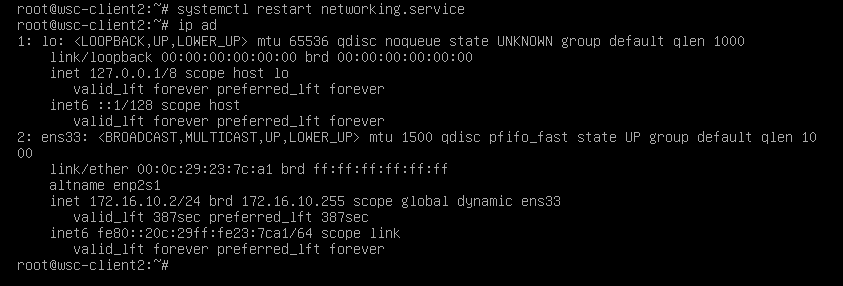 root@wsc-client2:~# systemctl restart networking.service
root@wsc-client2:~# ip ad
1: lo: <LOOPBACK,UP,LOWER_UP> mtu 65536 qdisc noqueue state UNKNOWN group default qlen 1000
    link/loopback 00:00:00:00:00:00 brd 00:00:00:00:00:00
    inet 127.0.0.1/8 scope host lo
       valid_lft forever preferred_lft forever
    inet6 ::1/128 scope host
       valid_lft forever preferred_lft forever
2: ens33: <BROADCAST,MULTICAST,UP,LOWER_UP> mtu 1500 qdisc pfifo_fast state UP group default qlen 10
00
    link/ether 00:0c:29:23:7c:a1 brd ff:ff:ff:ff:ff:ff
    altname enp2s1
    inet 172.16.10.2/24 brd 172.16.10.255 scope global dynamic ens33
       valid_lft 387sec preferred_lft 387sec
    inet6 fe80::20c:29ff:fe23:7ca1/64 scope link
       valid_lft forever preferred_lft forever
root@wsc-client2:~#